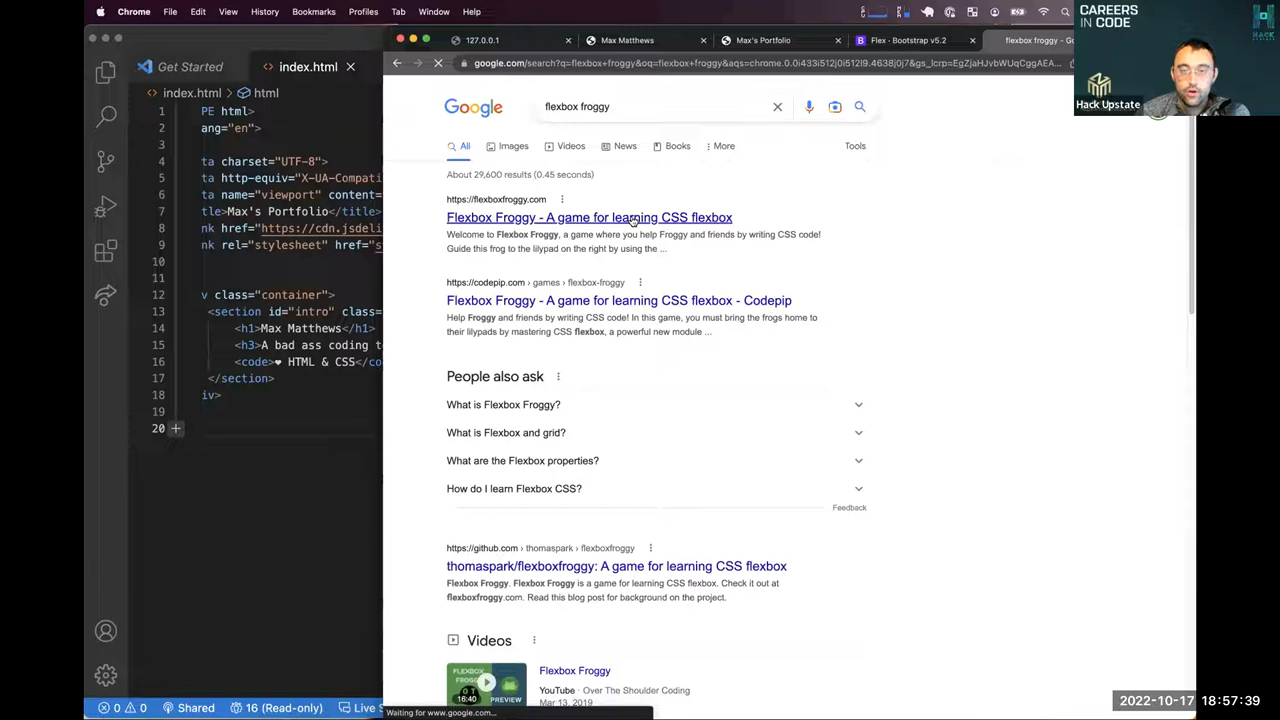 Chrome File Edit View History Bookmarks Profiles Tab Window Help
CAREERS
IN CODE
HACK
Hack Upstate
Get Started
index.html
index.html > html
127.0.0.1
Max Matthews
Max's Portfolio
Flex · Bootstrap v5.2
flexbox froggy - Go
google.com/search?q=flexbox+froggy&oq=flexbox+froggy&aqs=chrome.0.0i433i512j0i512l9.4638j0j7&gs_lcrp=EgZjaHJvbWUqCggAEA...
1 PE html>
2 ang="en">
3
4 ta charset="UTF-8">
5 ta http-equiv="X-UA-Compati
6 ta name="viewport" content=
7 tle>Max's Portfolio</title>
8 nk href="https://cdn.jsdeli
9 nk rel="stylesheet" href="s
10
11
12 v class="container">
13 <section id="intro" class=
14 <h1>Max Matthews</h1>
15 <h3>A bad ass coding t
16 <code>❤ HTML & CSS</co
17 </section>
18 iv>
19
20
Google
flexbox froggy
All Images Videos News Books More Tools
About 29,600 results (0.45 seconds)
https://flexboxfroggy.com
Flexbox Froggy - A game for learning CSS flexbox
Welcome to Flexbox Froggy, a game where you help Froggy and friends by writing CSS code!
Guide this frog to the lilypad on the right by using the ...
https://codepip.com › games › flexbox-froggy
Flexbox Froggy - A game for learning CSS flexbox - Codepip
Help Froggy and friends by writing CSS code! In this game, you must bring the frogs home to
their lilypads by mastering CSS flexbox, a powerful new module ...
People also ask
What is Flexbox Froggy?
What is Flexbox and grid?
What are the Flexbox properties?
How do I learn Flexbox CSS?
Feedback
https://github.com › thomaspark › flexboxfroggy
thomaspark/flexboxfroggy: A game for learning CSS flexbox
Flexbox Froggy. Flexbox Froggy is a game for learning CSS flexbox. Check it out at
flexboxfroggy.com. Read this blog post for background on the project.
Videos
FLEXBOX
PREVIEW
16:40
Flexbox Froggy
YouTube · Over The Shoulder Coding
Mar 13, 2019
0 0 Shared 16 (Read-only) Live S
Waiting for www.google.com...
2022-10-17 18:57:39